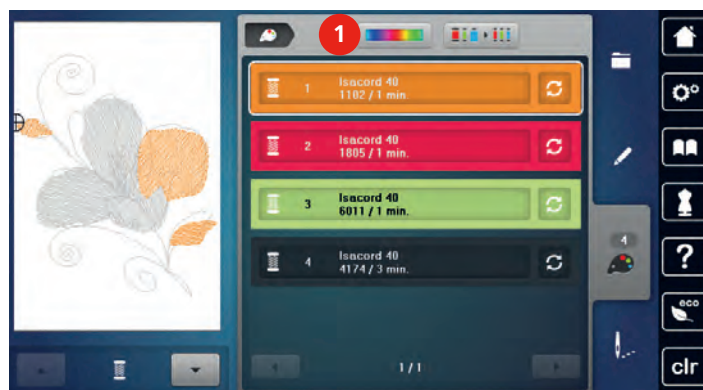 1
1 Isacord 40
1102 / 1 min.
2 Isacord 40
1805 / 1 min.
3 Isacord 40
6011 / 1 min.
4 Isacord 40
4174 / 3 min.
1/1
4
?
eco
clr